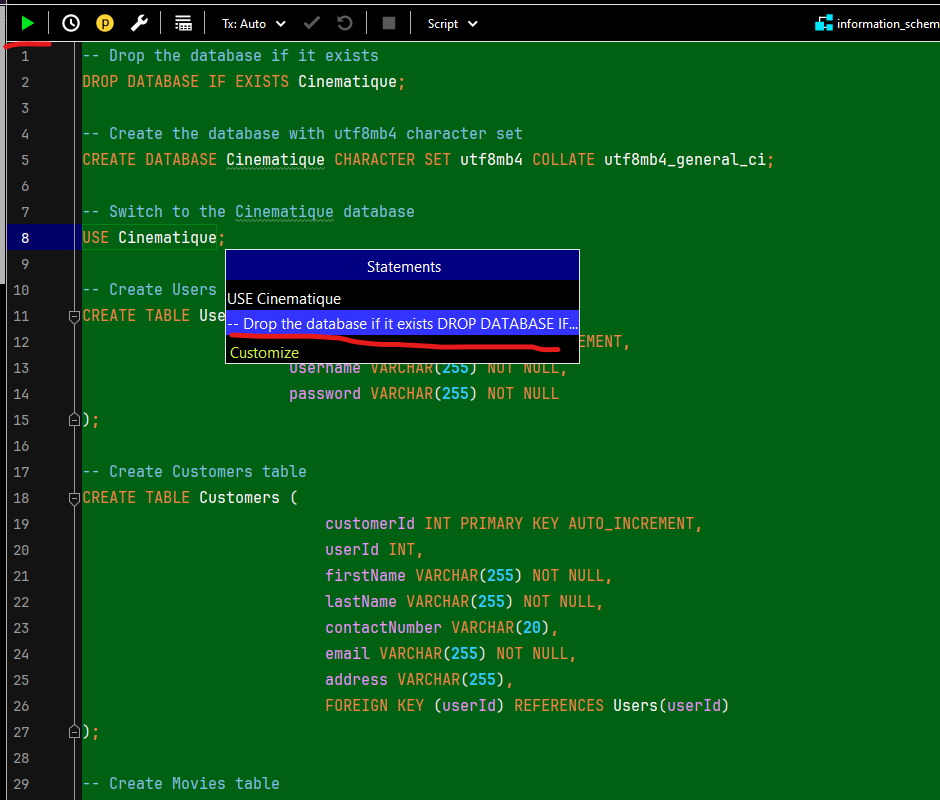 p Tx: Auto Script information_schem
1 -- Drop the database if it exists
2 DROP DATABASE IF EXISTS Cinematique;
3
4 -- Create the database with utf8mb4 character set
5 CREATE DATABASE Cinematique CHARACTER SET utf8mb4 COLLATE utf8mb4_general_ci;
6
7 -- Switch to the Cinematique database
8 USE Cinematique;
Statements
9
USE Cinematique
10 -- Create Users
11 CREATE TABLE Use
-- Drop the database if it exists DROP DATABASE IF...
12 EMENT,
Customize
13 username VARCHAR(255) NOT NULL,
14 password VARCHAR(255) NOT NULL
15 );
16
17 -- Create Customers table
18 CREATE TABLE Customers (
19 customerId INT PRIMARY KEY AUTO_INCREMENT,
20 userId INT,
21 firstName VARCHAR(255) NOT NULL,
22 lastName VARCHAR(255) NOT NULL,
23 contactNumber VARCHAR(20),
24 email VARCHAR(255) NOT NULL,
25 address VARCHAR(255),
26 FOREIGN KEY (userId) REFERENCES Users(userId)
27 );
28
29 -- Create Movies table